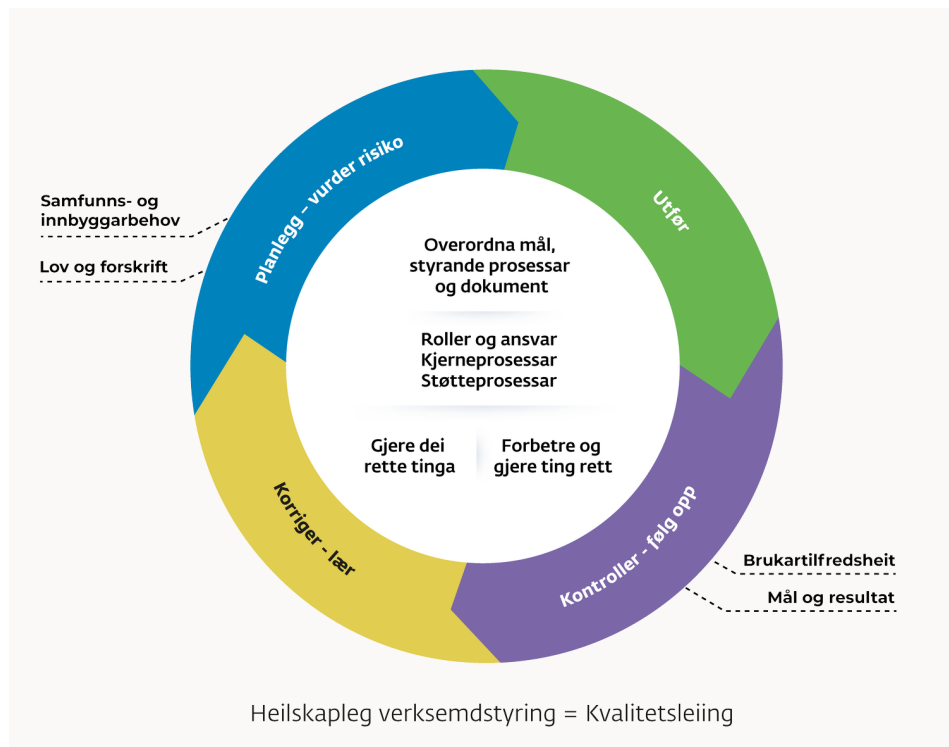 Planlegg – vurder risiko
Utfør
Samfunns- og
innbyggarbehov
Lov og forskrift
Overordna mål,
styrande prosessar
og dokument
Roller og ansvar
Kjerneprosessar
Støtteprosessar
Gjere dei
rette tinga
Forbetre og
gjere ting rett
Korriger - lær
Kontroller - følg opp
Brukartilfredsheit
Mål og resultat
Heilskapleg verksemdstyring = Kvalitetsleiing